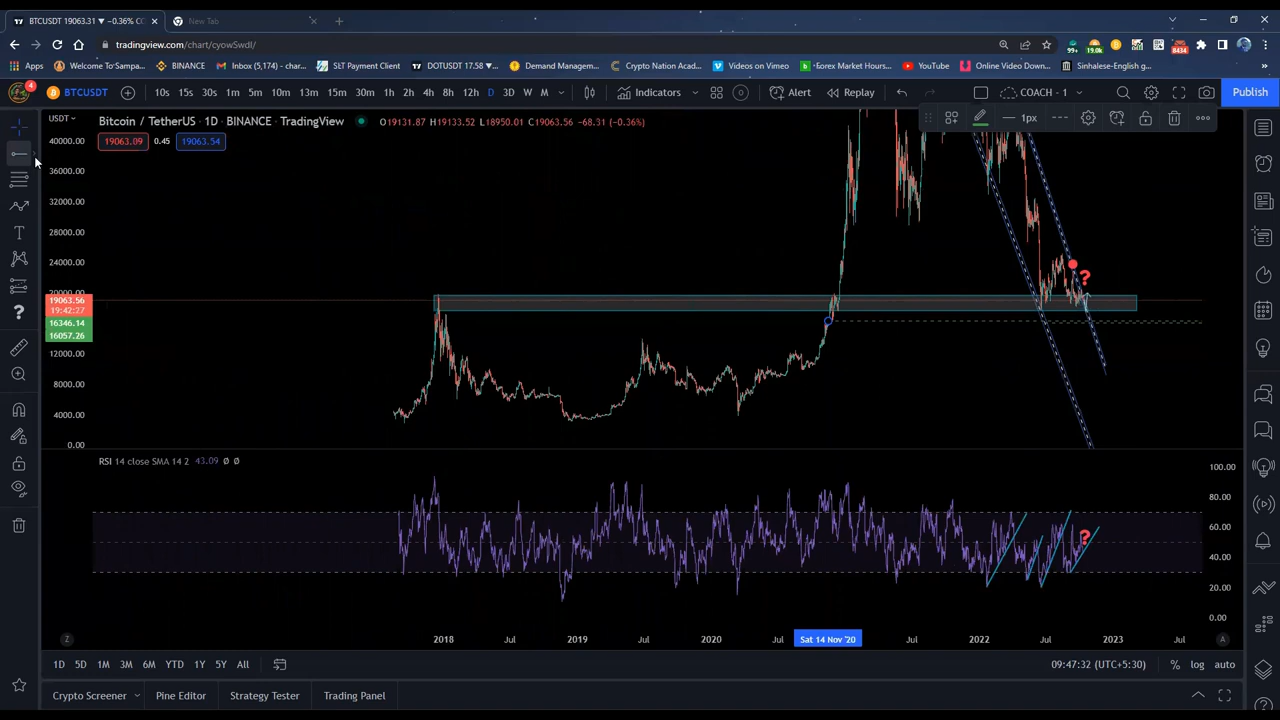 BTCUSDT 19063.31 ▼ −0.36% CC
New Tab
tradingview.com/chart/cyowSwdI/
Apps
Welcome To Sampa...
BINANCE
Inbox (5,174) - char...
SLT Payment Client
DOTUSDT 17.58 ▼...
Demand Managem...
Crypto Nation Acad...
Videos on Vimeo
Forex Market Hours...
YouTube
Online Video Down...
Sinhalese-English g...
99+
19.0k
8434
4
BTCUSDT
10s 15s 30s 1m 5m 10m 13m 15m 30m 1h 2h 4h 8h 12h D 3D W M
Indicators
Alert
Replay
COACH - 1
Publish
USDT
Bitcoin / TetherUS · 1D · BINANCE · TradingView
O19131.87 H19133.52 L18950.01 C19063.56 −68.31 (−0.36%)
1px
19063.09 0.45 19063.54
40000.00
36000.00
32000.00
28000.00
24000.00
20000.00
19063.56
19:42:27
16346.14
16057.26
12000.00
8000.00
4000.00
0.00
?
RSI 14 close SMA 14 2 43.09 Ø Ø
100.00
80.00
60.00
40.00
20.00
0.00
?
Z
2018 Jul 2019 Jul 2020 Jul Sat 14 Nov '20 Jul 2022 Jul 2023 Jul
A
1D 5D 1M 3M 6M YTD 1Y 5Y All
09:47:32 (UTC+5:30)
% log auto
Crypto Screener
Pine Editor
Strategy Tester
Trading Panel